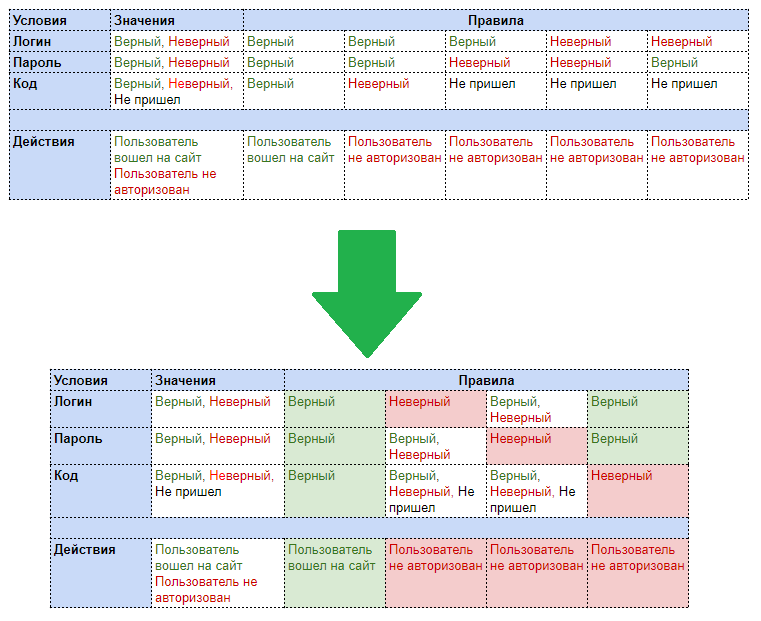 Условия Значения Правила
Логин Верный, Неверный Верный Верный Верный Неверный Неверный
Пароль Верный, Неверный Верный Верный Неверный Неверный Верный
Код Верный, Неверный, Верный Неверный Не пришел Не пришел Не пришел
Не пришел
Действия Пользователь Пользователь Пользователь Пользователь Пользователь Пользователь
вошел на сайт вошел на сайт не авторизован не авторизован не авторизован не авторизован
Пользователь не
авторизован
Условия Значения Правила
Логин Верный, Неверный Верный Неверный Верный, Верный
Неверный
Пароль Верный, Неверный Верный Верный, Неверный Верный
Неверный
Код Верный, Неверный, Верный Верный, Верный, Неверный
Не пришел Неверный, Не Неверный, Не
пришел пришел
Действия Пользователь Пользователь Пользователь Пользователь Пользователь
вошел на сайт вошел на сайт не авторизован не авторизован не авторизован
Пользователь не
авторизован